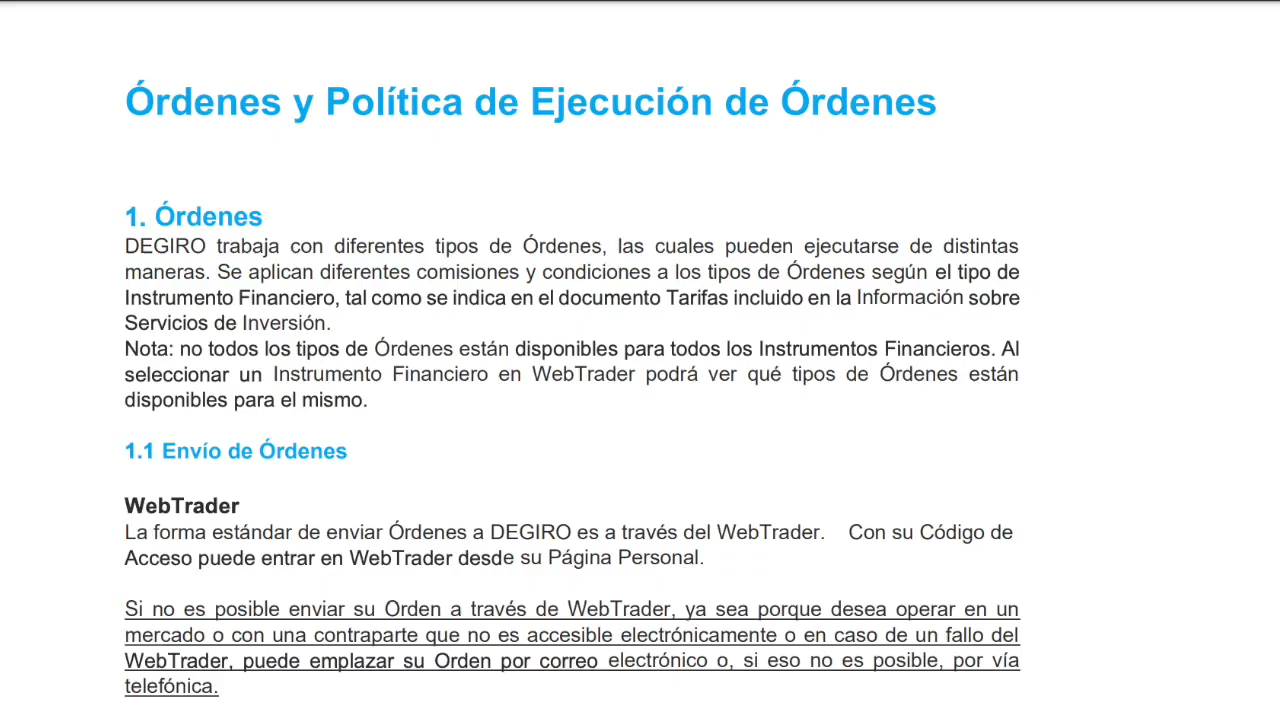 Órdenes y Política de Ejecución de Órdenes
1. Órdenes
DEGIRO trabaja con diferentes tipos de Órdenes, las cuales pueden ejecutarse de distintas
maneras. Se aplican diferentes comisiones y condiciones a los tipos de Órdenes según el tipo de
Instrumento Financiero, tal como se indica en el documento Tarifas incluido en la Información sobre
Servicios de Inversión.
Nota: no todos los tipos de Órdenes están disponibles para todos los Instrumentos Financieros. Al
seleccionar un Instrumento Financiero en WebTrader podrá ver qué tipos de Órdenes están
disponibles para el mismo.
1.1 Envío de Órdenes
WebTrader
La forma estándar de enviar Órdenes a DEGIRO es a través del WebTrader. Con su Código de
Acceso puede entrar en WebTrader desde su Página Personal.
Si no es posible enviar su Orden a través de WebTrader, ya sea porque desea operar en un
mercado o con una contraparte que no es accesible electrónicamente o en caso de un fallo del
WebTrader, puede emplazar su Orden por correo electrónico o, si eso no es posible, por vía
telefónica.